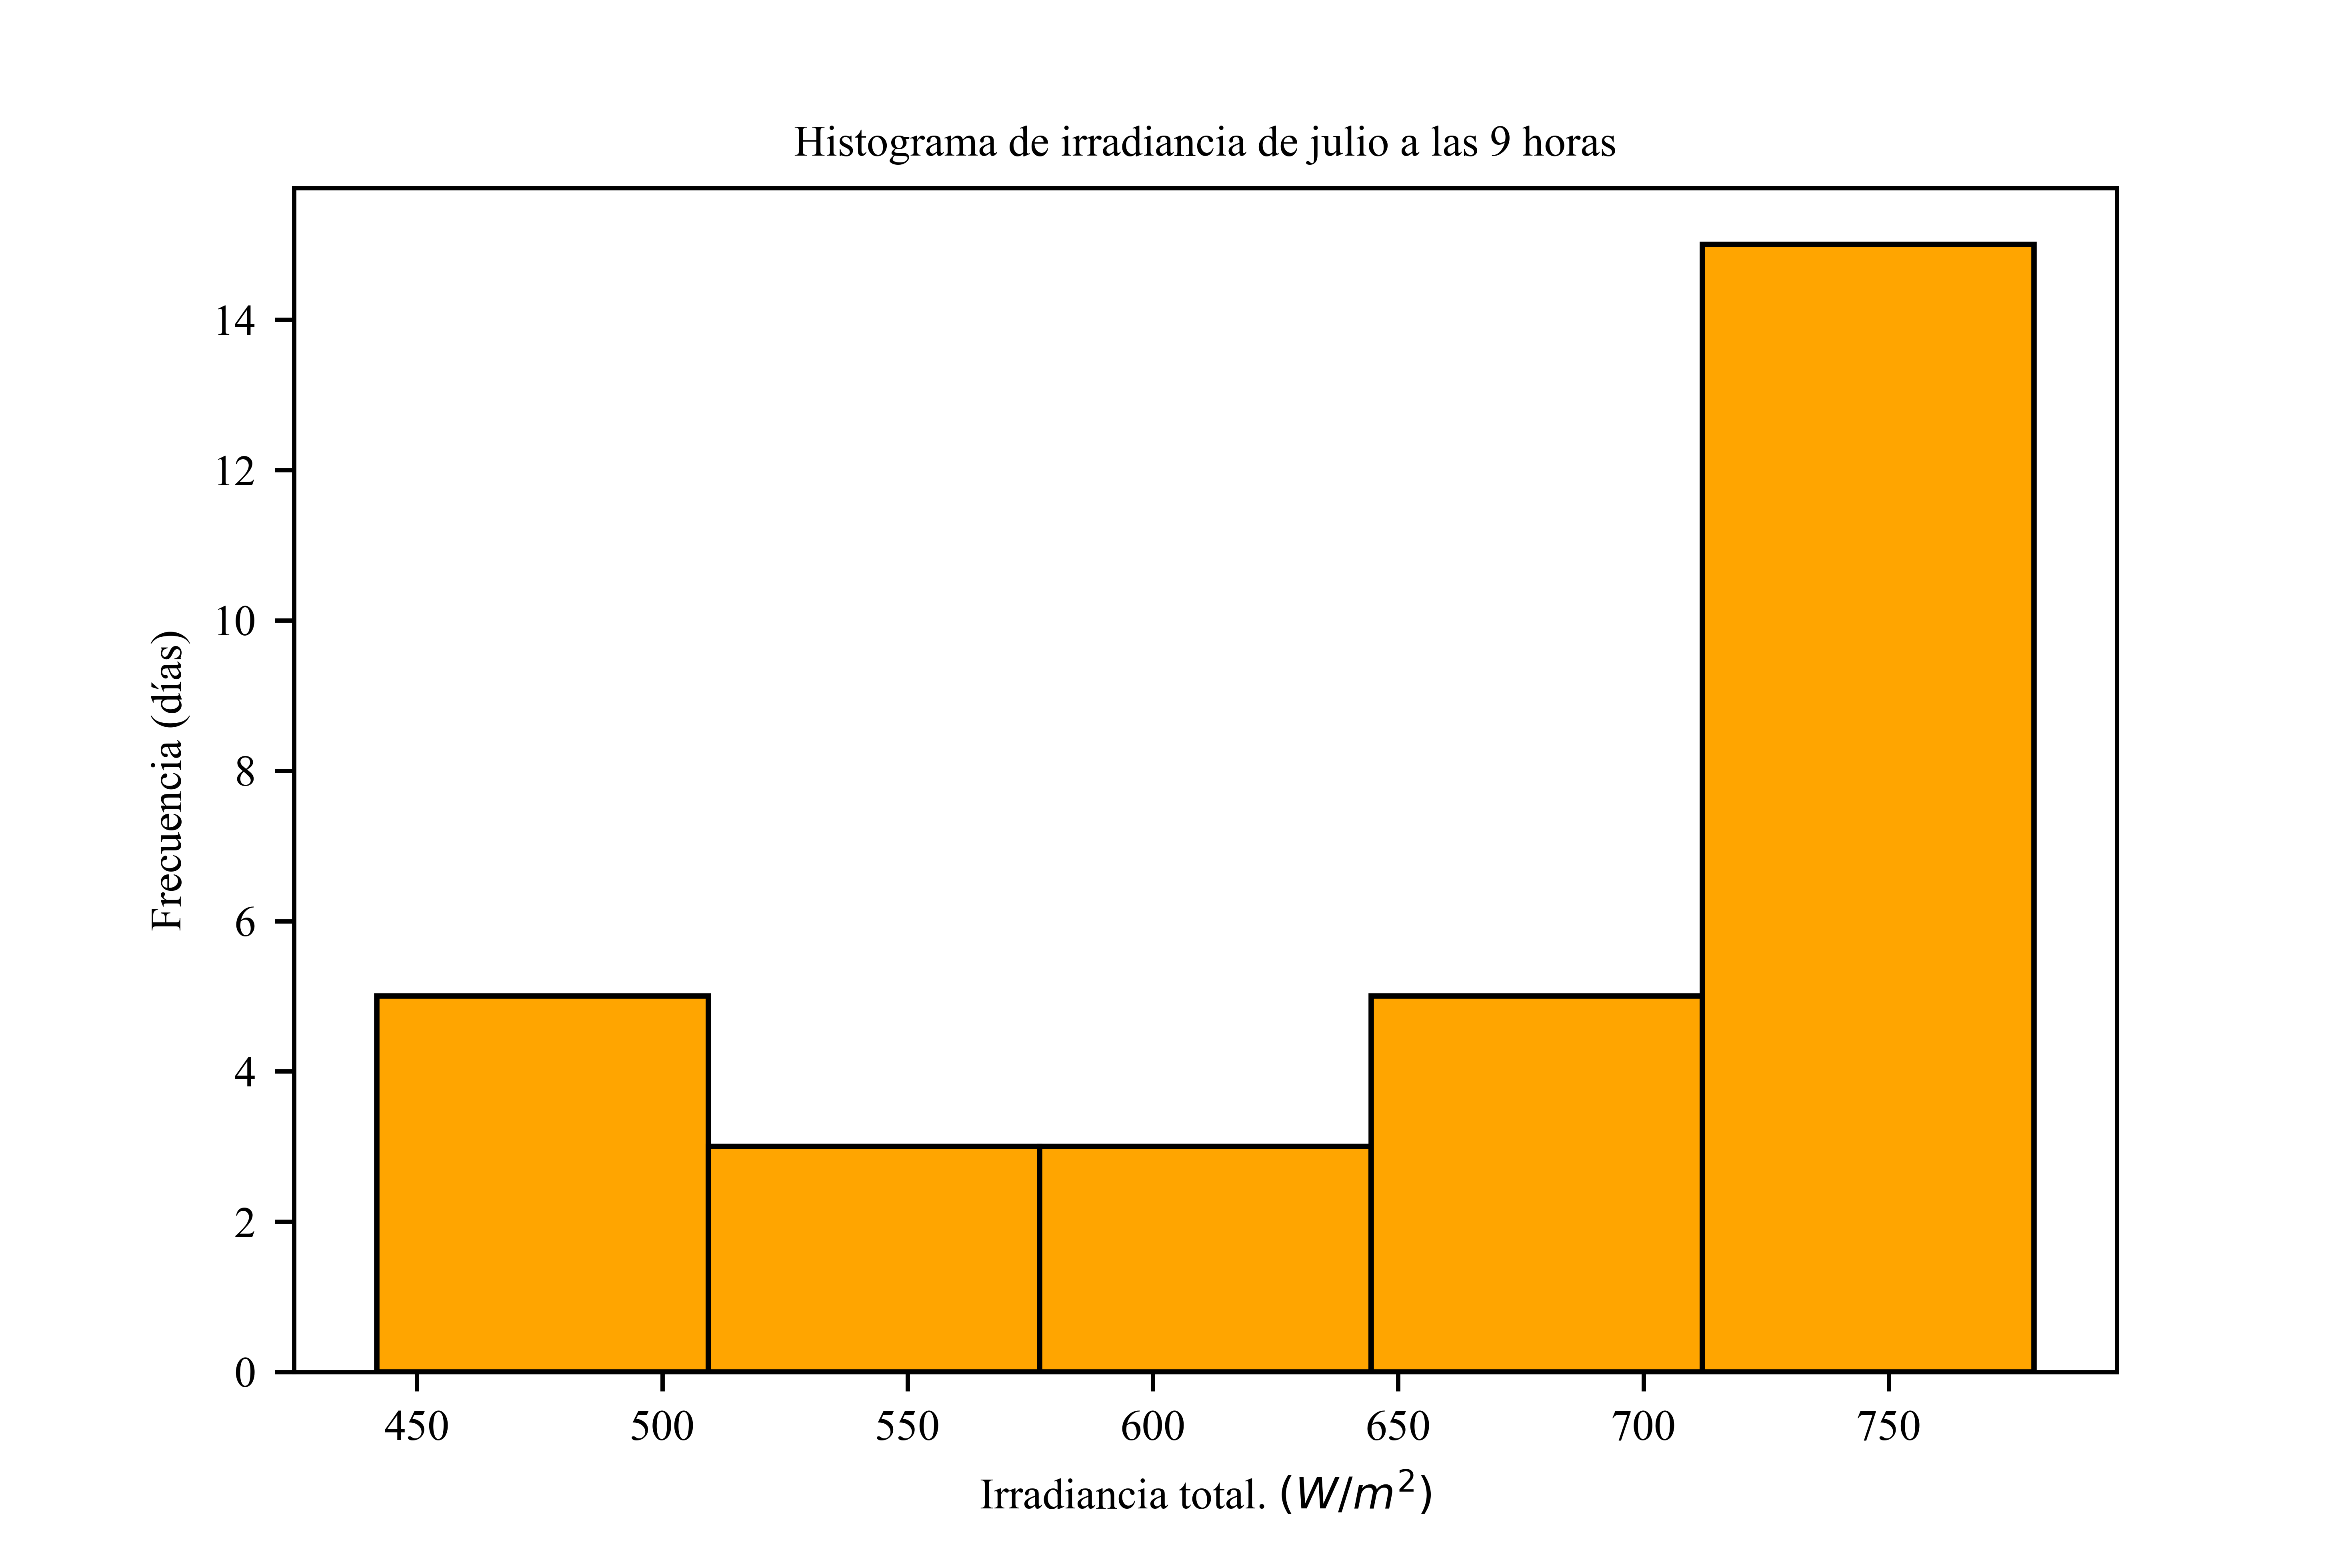 Histograma de irradiancia de julio a las 9 horas
Frecuencia (días)
14
12
10
8
6
4
2
0
450 500 550 600 650 700 750
Irradiancia total. (W/m²)